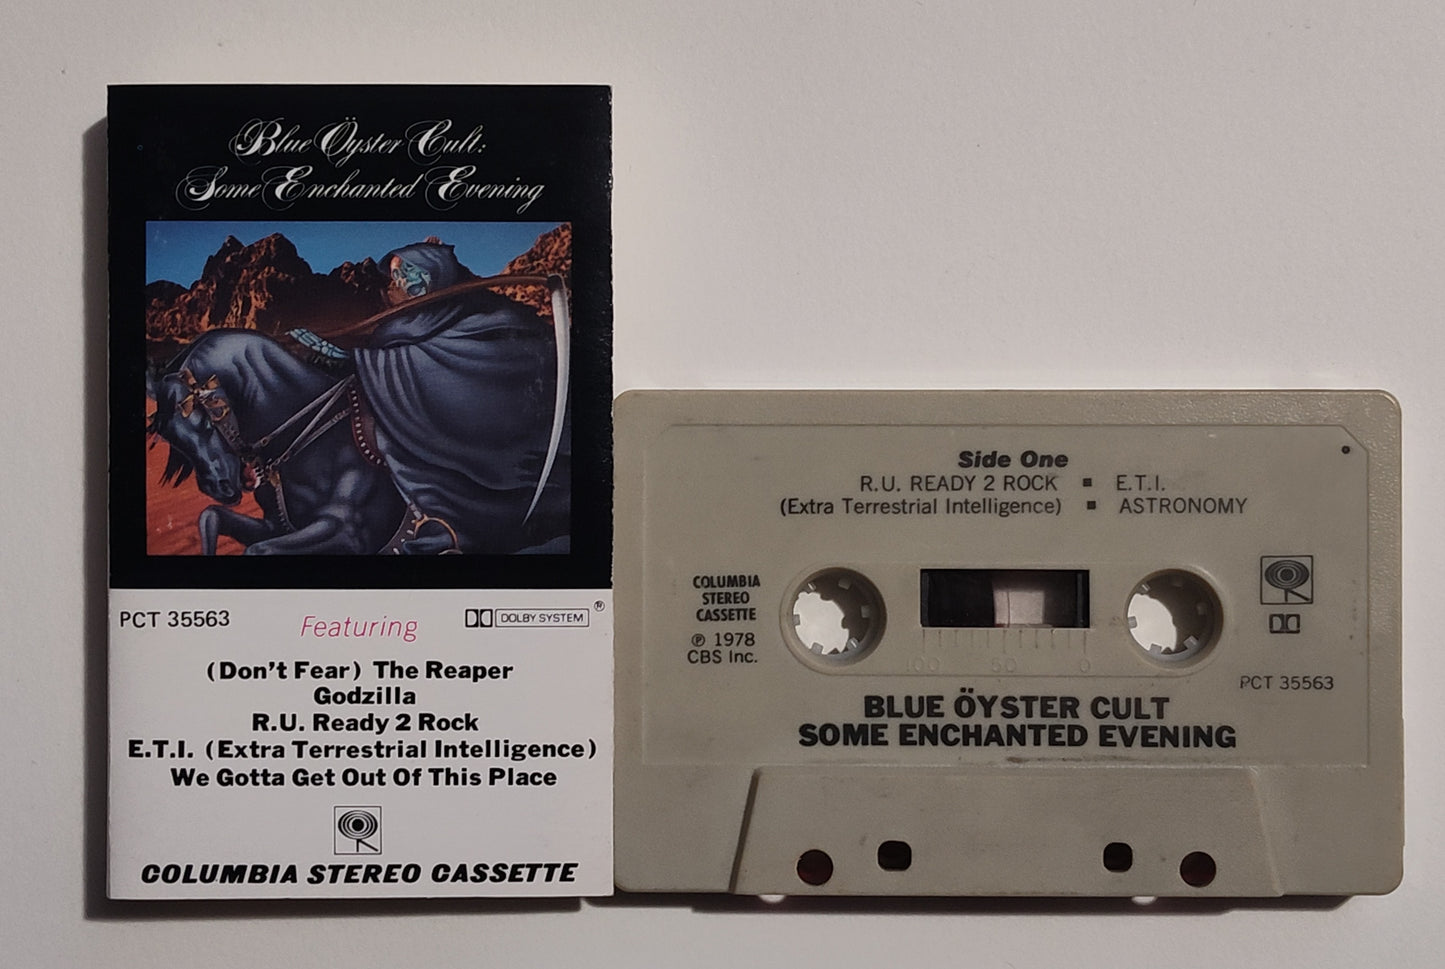 Blue Öyster Cult:
Some Enchanted Evening
PCT 35563
Featuring
DOLBY SYSTEM®
(Don't Fear) The Reaper
Godzilla
R.U. Ready 2 Rock
E.T.I. (Extra Terrestrial Intelligence)
We Gotta Get Out Of This Place
COLUMBIA STEREO CASSETTE
Side One
R.U. READY 2 ROCK ▪ E.T.I.
(Extra Terrestrial Intelligence) ▪ ASTRONOMY
COLUMBIA
STEREO
CASSETTE
℗ 1978
CBS Inc.
100 50 0
PCT 35563
BLUE ÖYSTER CULT
SOME ENCHANTED EVENING